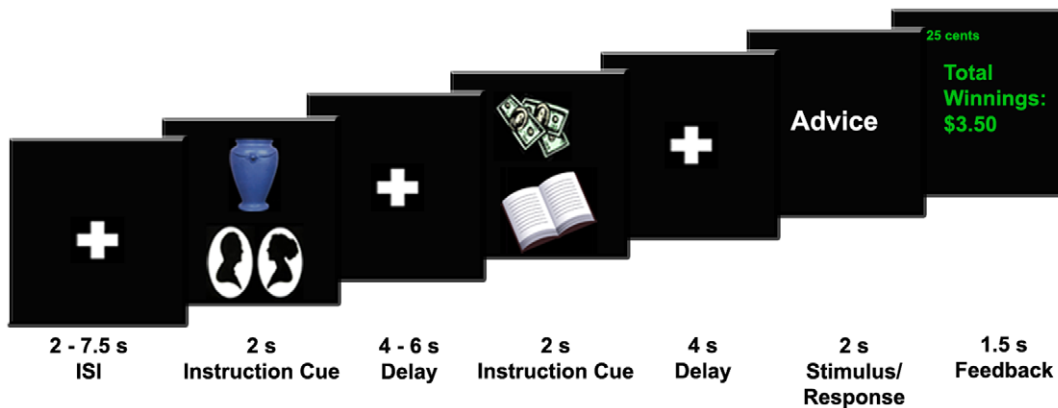 25 cents
Total
Winnings:
$3.50
Advice
2 - 7.5 s
ISI
2 s
Instruction Cue
4 - 6 s
Delay
2 s
Instruction Cue
4 s
Delay
2 s
Stimulus/
Response
1.5 s
Feedback